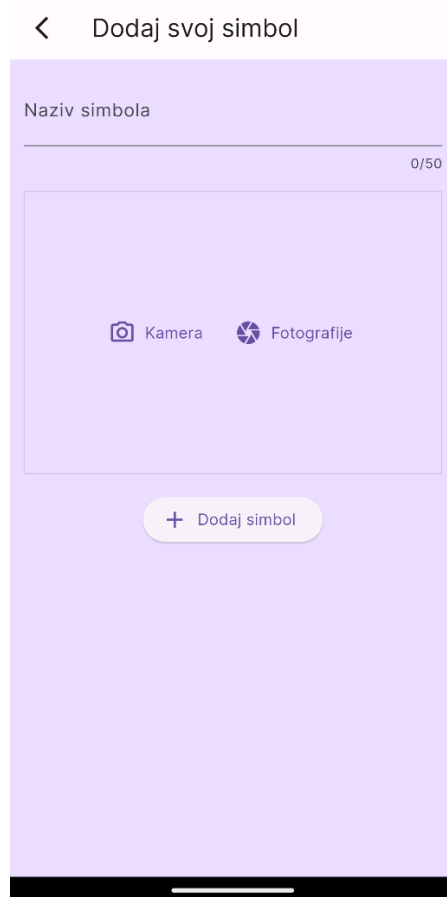 Dodaj svoj simbol
Naziv simbola
0/50
Kamera Fotografije
Dodaj simbol